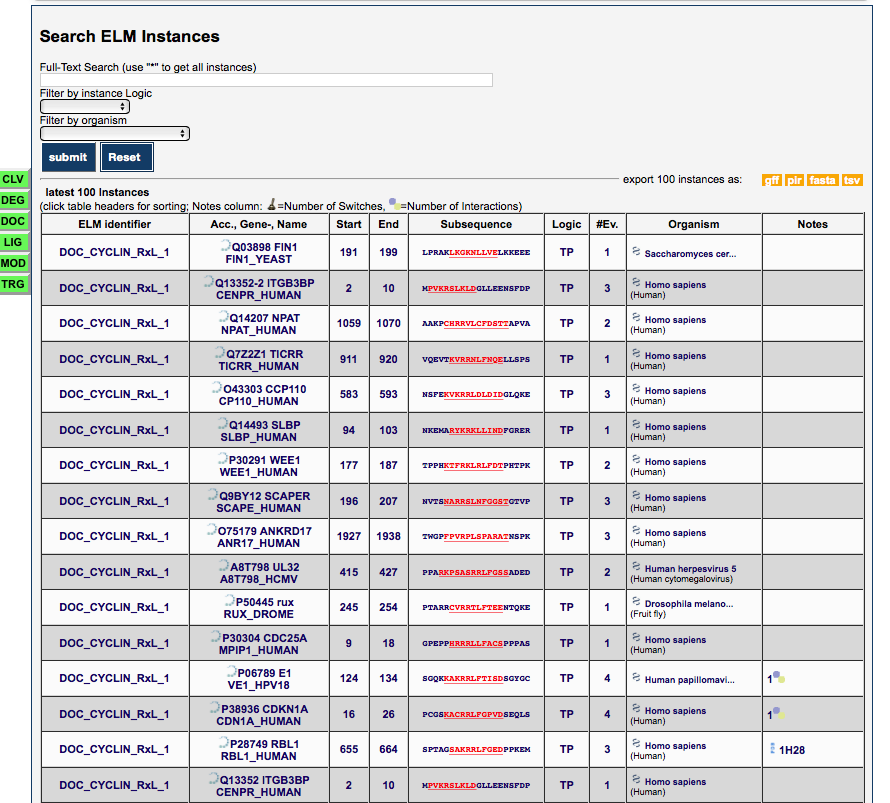 Search ELM Instances
Full-Text Search (use "*" to get all instances)
Filter by instance Logic
Filter by organism
submit Reset
CLV
DEG
DOC
LIG
MOD
TRG
export 100 instances as: gff pir fasta tsv
latest 100 Instances
(click table headers for sorting; Notes column: =Number of Switches, =Number of Interactions)
ELM identifier Acc., Gene-, Name Start End Subsequence Logic #Ev. Organism Notes
DOC_CYCLIN_RxL_1 Q03898 FIN1 191 199 LPRAKLKGKNLLVELKKEEE TP 1 Saccharomyces cer...
FIN1_YEAST
DOC_CYCLIN_RxL_1 Q13352-2 ITGB3BP 2 10 MPVKRSLKLDGLLEENSFDP TP 3 Homo sapiens
CENPR_HUMAN (Human)
DOC_CYCLIN_RxL_1 Q14207 NPAT 1059 1070 AAKPCHRRVLCFDSTTAPVA TP 2 Homo sapiens
NPAT_HUMAN (Human)
DOC_CYCLIN_RxL_1 Q7Z2Z1 TICRR 911 920 VQEVTKVRRNLFNQELLSPS TP 1 Homo sapiens
TICRR_HUMAN (Human)
DOC_CYCLIN_RxL_1 O43303 CCP110 583 593 NSFEKVKRRLDLDIDGLQKE TP 3 Homo sapiens
CP110_HUMAN (Human)
DOC_CYCLIN_RxL_1 Q14493 SLBP 94 103 NKEMARYKRKLLINDFGRER TP 1 Homo sapiens
SLBP_HUMAN (Human)
DOC_CYCLIN_RxL_1 P30291 WEE1 177 187 TPPHKTFRKLRLFDTPHTPK TP 2 Homo sapiens
WEE1_HUMAN (Human)
DOC_CYCLIN_RxL_1 Q9BY12 SCAPER 196 207 NVTSNARRSLNFGGSTGTVP TP 3 Homo sapiens
SCAPE_HUMAN (Human)
DOC_CYCLIN_RxL_1 O75179 ANKRD17 1927 1938 TWGPFPVRPLSPARATNSPK TP 3 Homo sapiens
ANR17_HUMAN (Human)
DOC_CYCLIN_RxL_1 A8T798 UL32 415 427 PPARKPSASRRLFGSSADED TP 2 Human herpesvirus 5
A8T798_HCMV (Human cytomegalovirus)
DOC_CYCLIN_RxL_1 P50445 rux 245 254 PTARRCVRRTLFTEENTQKE TP 1 Drosophila melano...
RUX_DROME (Fruit fly)
DOC_CYCLIN_RxL_1 P30304 CDC25A 9 18 GPEPPHRRRLLFACSPPPAS TP 1 Homo sapiens
MPIP1_HUMAN (Human)
DOC_CYCLIN_RxL_1 P06789 E1 124 134 SGQKKAKRRLFTISDSGYGC TP 4 Human papillomavi... 1
VE1_HPV18
DOC_CYCLIN_RxL_1 P38936 CDKN1A 16 26 PCGSKACRRLFGPVDSEQLS TP 4 Homo sapiens 1
CDN1A_HUMAN (Human)
DOC_CYCLIN_RxL_1 P28749 RBL1 655 664 SPTAGSAKRRLFGEDPPKEM TP 3 Homo sapiens 1H28
RBL1_HUMAN (Human)
DOC_CYCLIN_RxL_1 Q13352 ITGB3BP 2 10 MPVKRSLKLDGLLEENSFDP TP 1 Homo sapiens
CENPR_HUMAN (Human)